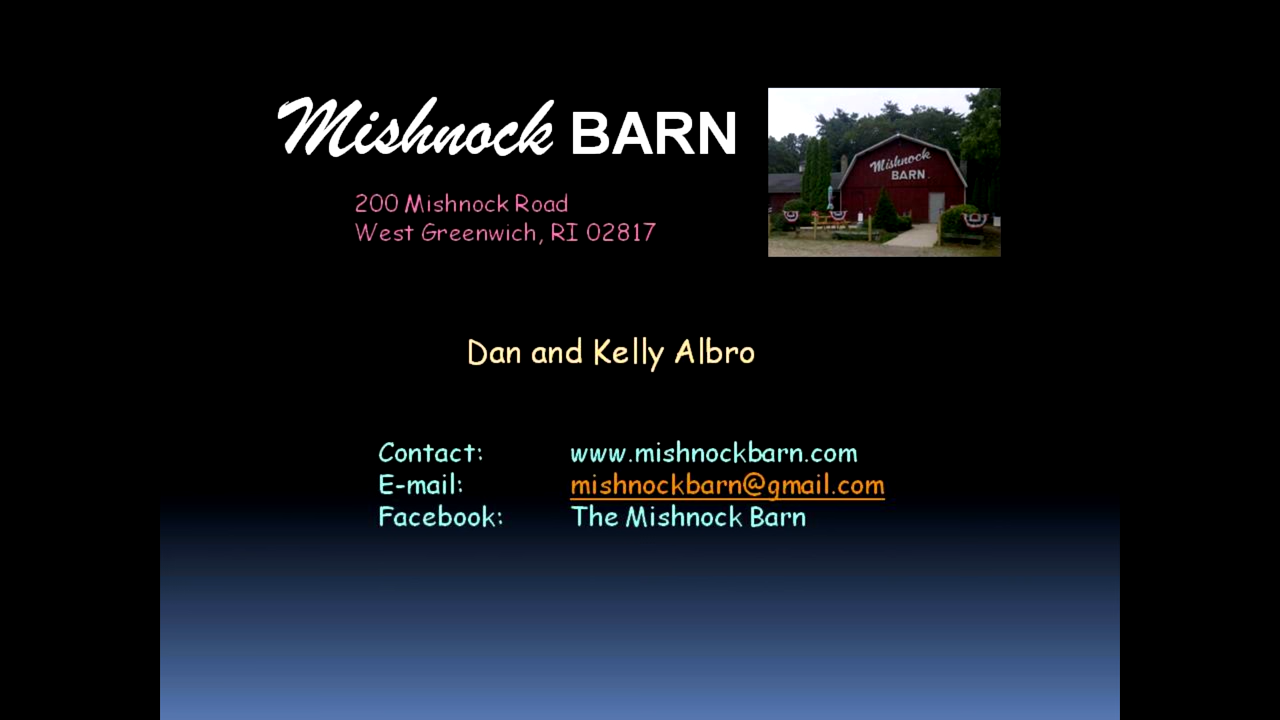 Mishnock BARN
Mishnock
BARN
200 Mishnock Road
West Greenwich, RI 02817
Dan and Kelly Albro
Contact: www.mishnockbarn.com
E-mail: mishnockbarn@gmail.com
Facebook: The Mishnock Barn